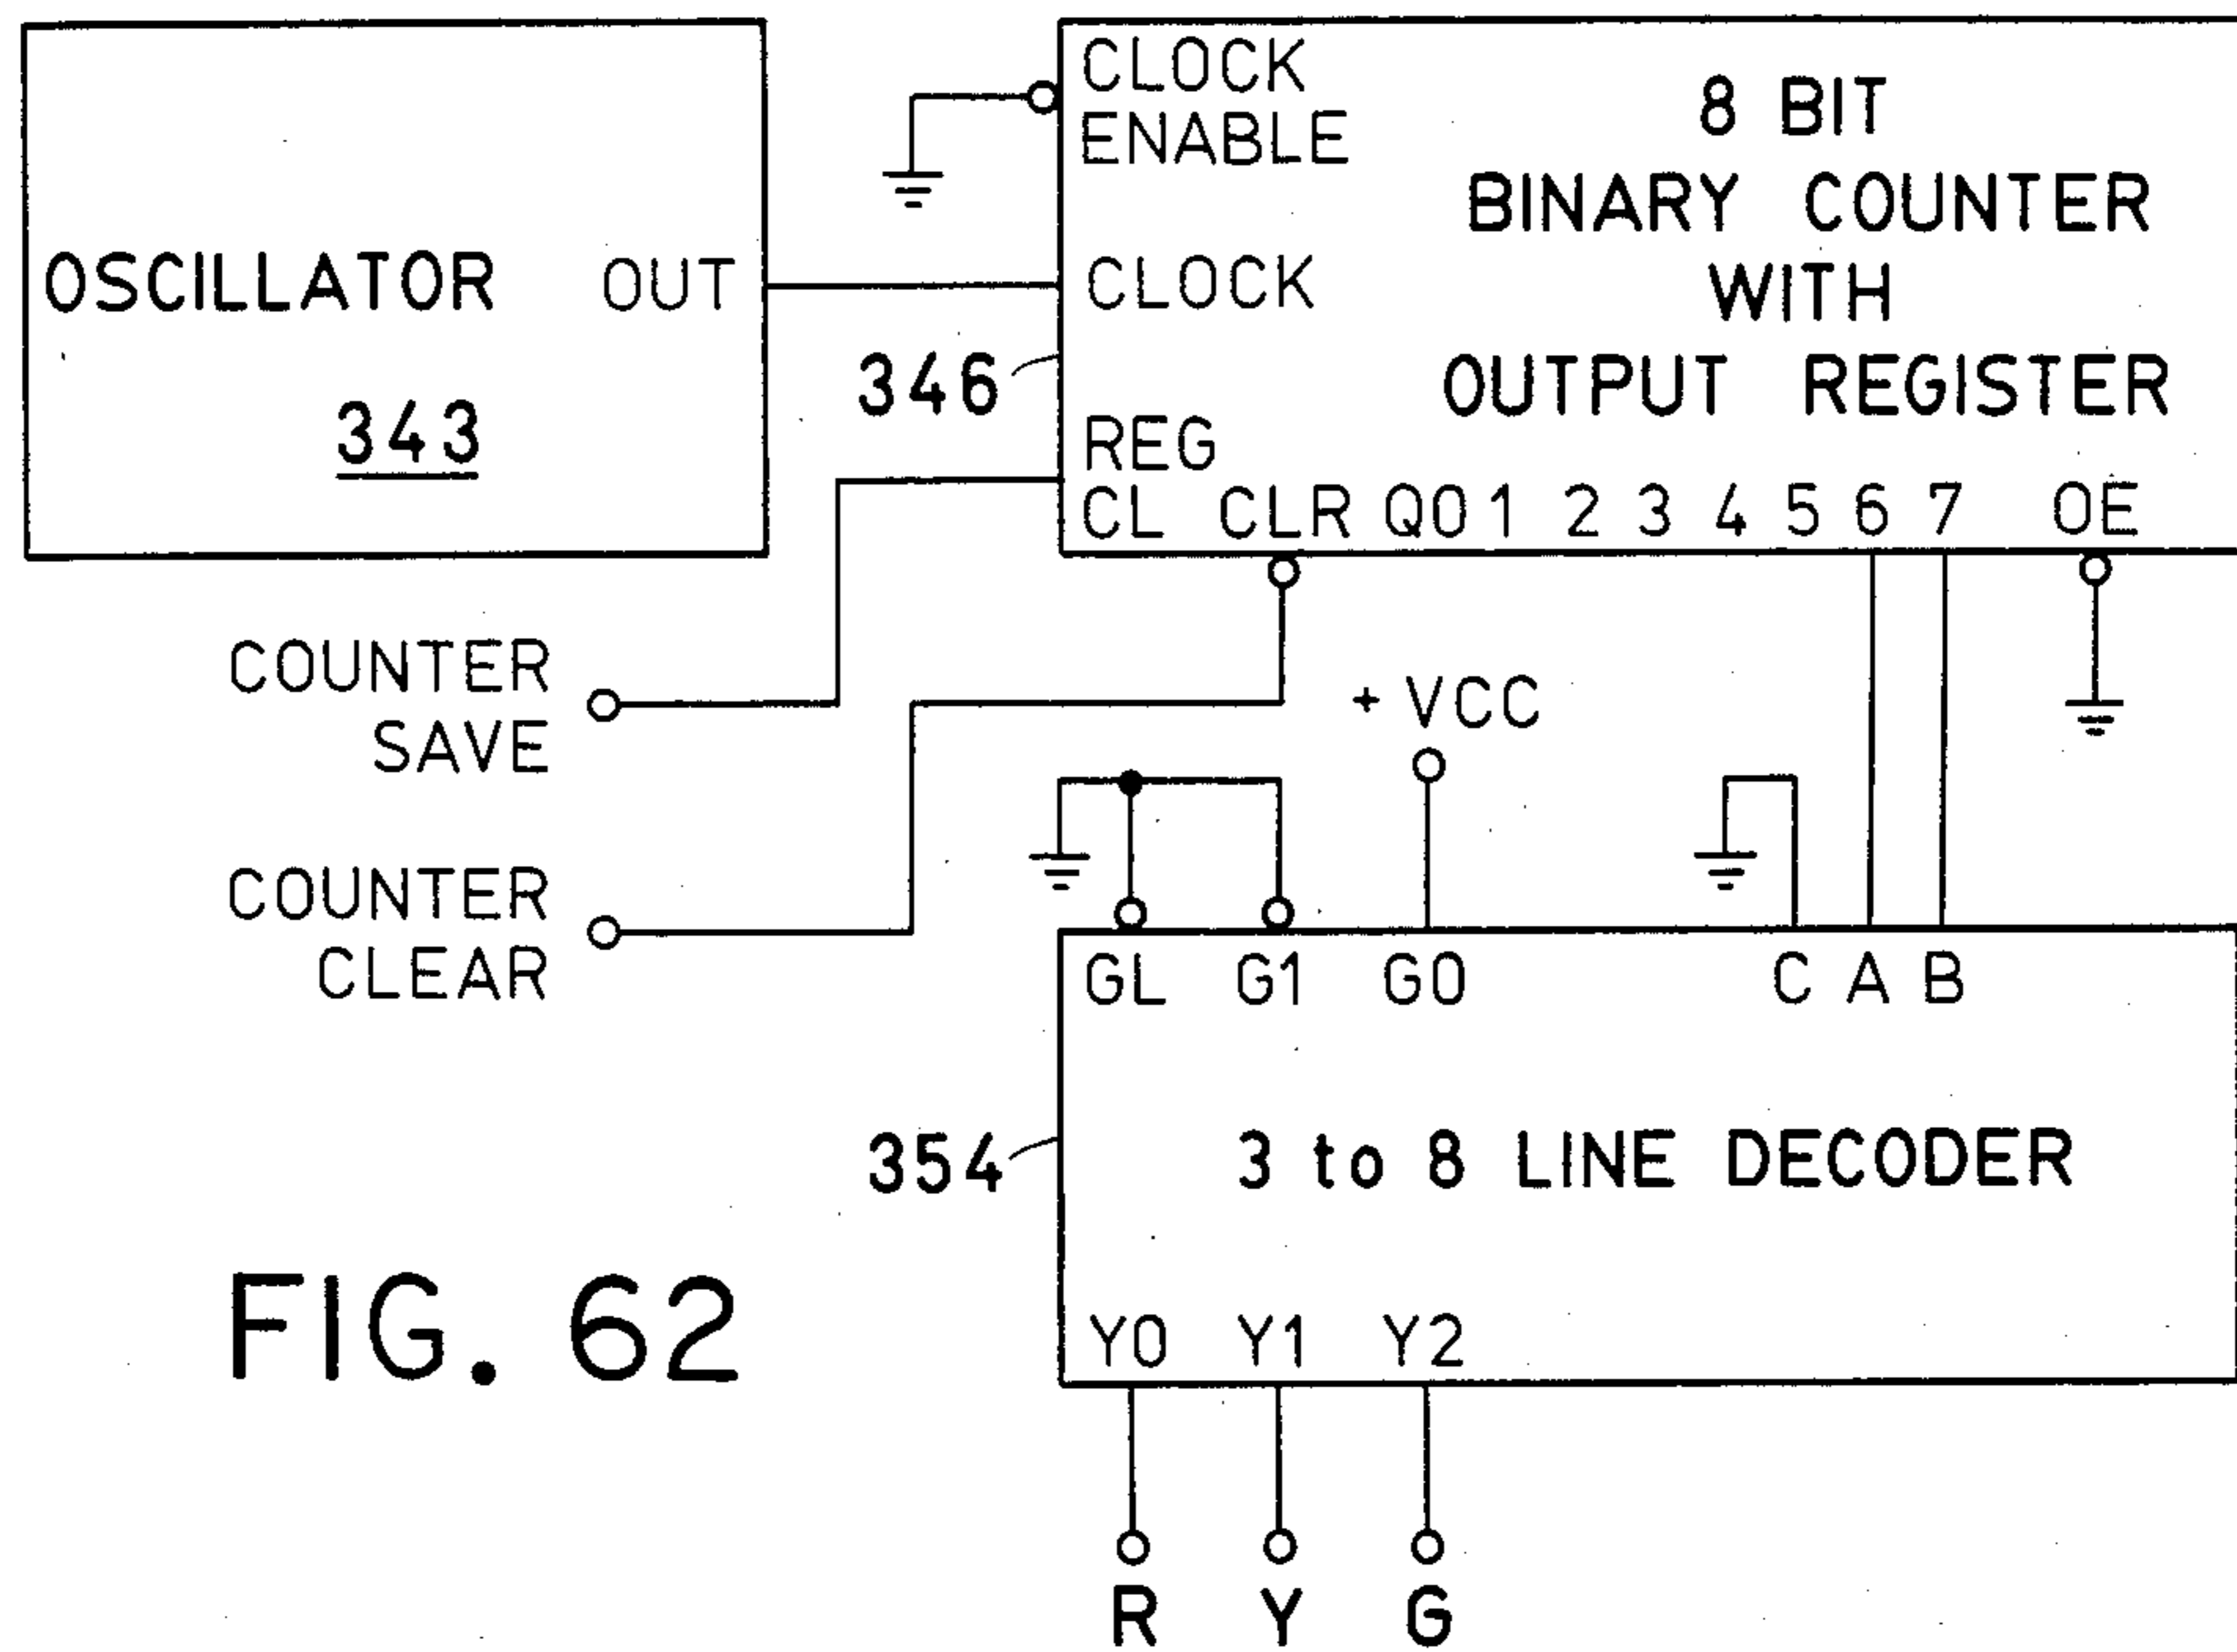 OSCILLATOR OUT
343
CLOCK
ENABLE
CLOCK
346
REG
CL CLR Q0 1 2 3 4 5 6 7 OE
8 BIT
BINARY COUNTER
WITH
OUTPUT REGISTER
COUNTER
SAVE
COUNTER
CLEAR
+ VCC
GL G1 G0 C A B
354
3 to 8 LINE DECODER
Y0 Y1 Y2
R Y G
FIG. 62